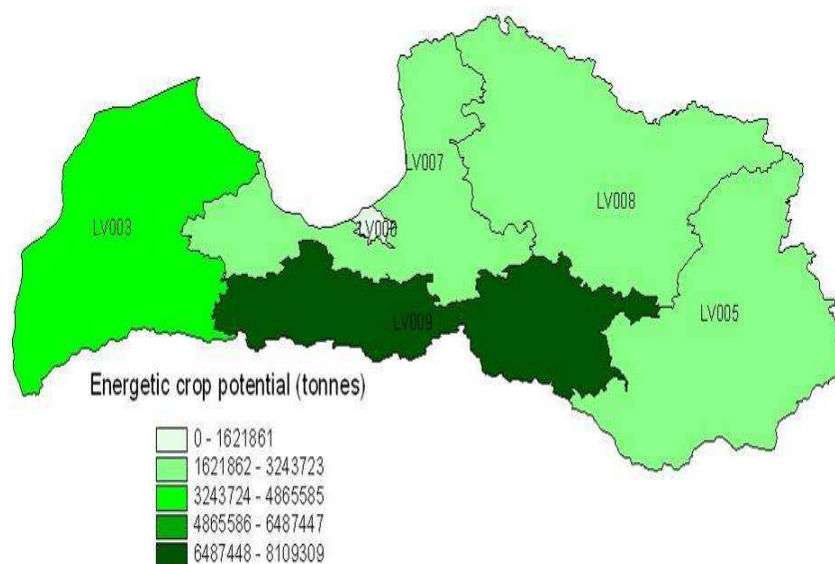 LV007
LV003
LV008
LV006
LV009
LV005
Energetic crop potential (tonnes)
0 - 1621861
1621862 - 3243723
3243724 - 4865585
4865586 - 6487447
6487448 - 8109309